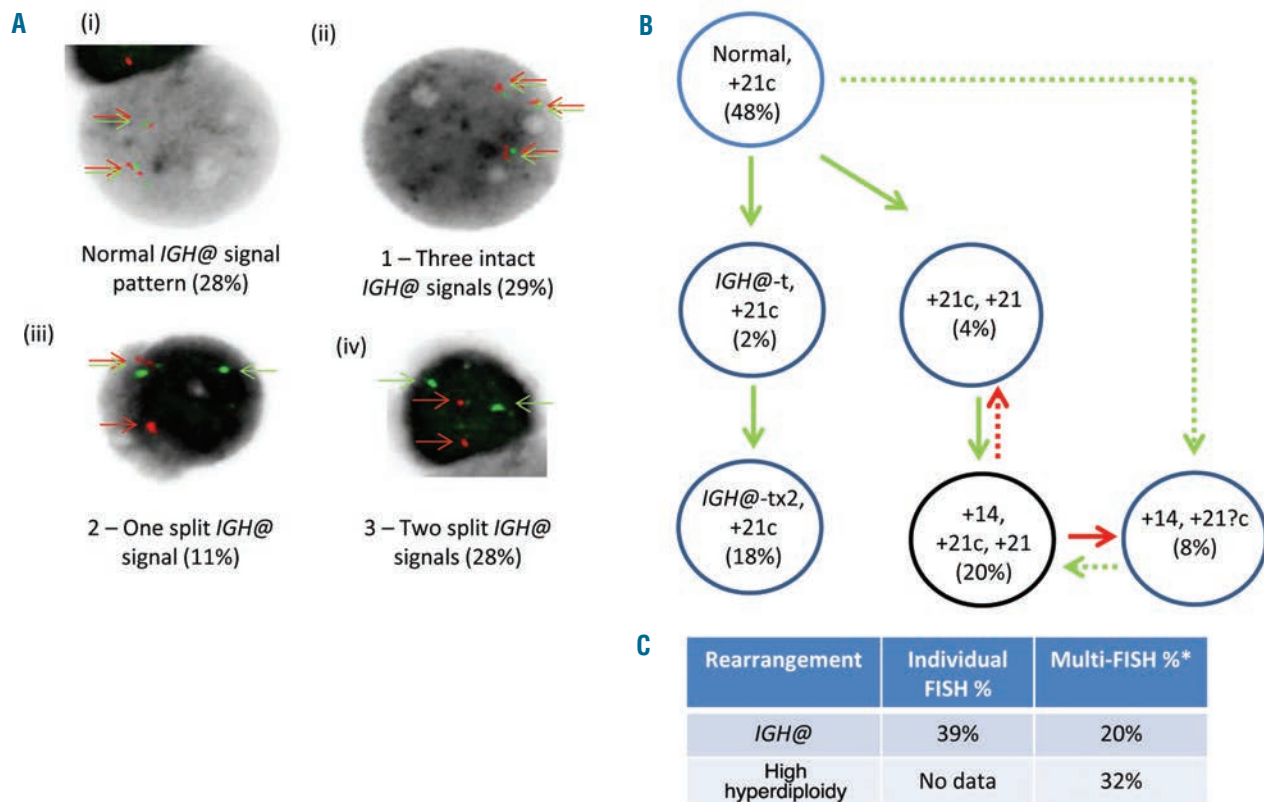 A
(i)
(ii)
Normal IGH@ signal
pattern (28%)
1 – Three intact
IGH@ signals (29%)
(iii)
(iv)
2 – One split IGH@
signal (11%)
3 – Two split IGH@
signals (28%)
B
Normal,
+21c
(48%)
IGH@-t,
+21c
(2%)
+21c, +21
(4%)
IGH@-tx2,
+21c
(18%)
+14,
+21c, +21
(20%)
+14, +21?c
(8%)
C
Rearrangement Individual FISH % Multi-FISH %*
IGH@ 39% 20%
High hyperdiploidy No data 32%